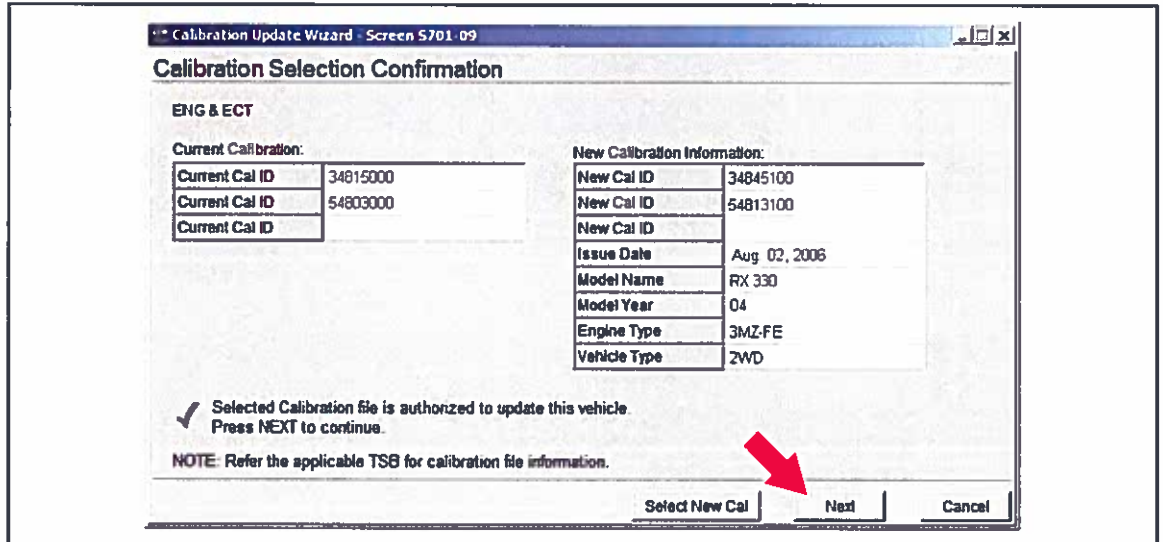 Calibration Update Wizard - Screen S701-09
Calibration Selection Confirmation
ENG & ECT
Current Calibration:
Current Cal ID 34815000
Current Cal ID 54803000
Current Cal ID
New Calibration Information:
New Cal ID 34845100
New Cal ID 54813100
New Cal ID
Issue Date Aug 02, 2006
Model Name RX 330
Model Year 04
Engine Type 3MZ-FE
Vehicle Type 2WD
Selected Calibration file is authorized to update this vehicle.
Press NEXT to continue.
NOTE: Refer the applicable TSB for calibration file information.
Select New Cal
Next
Cancel